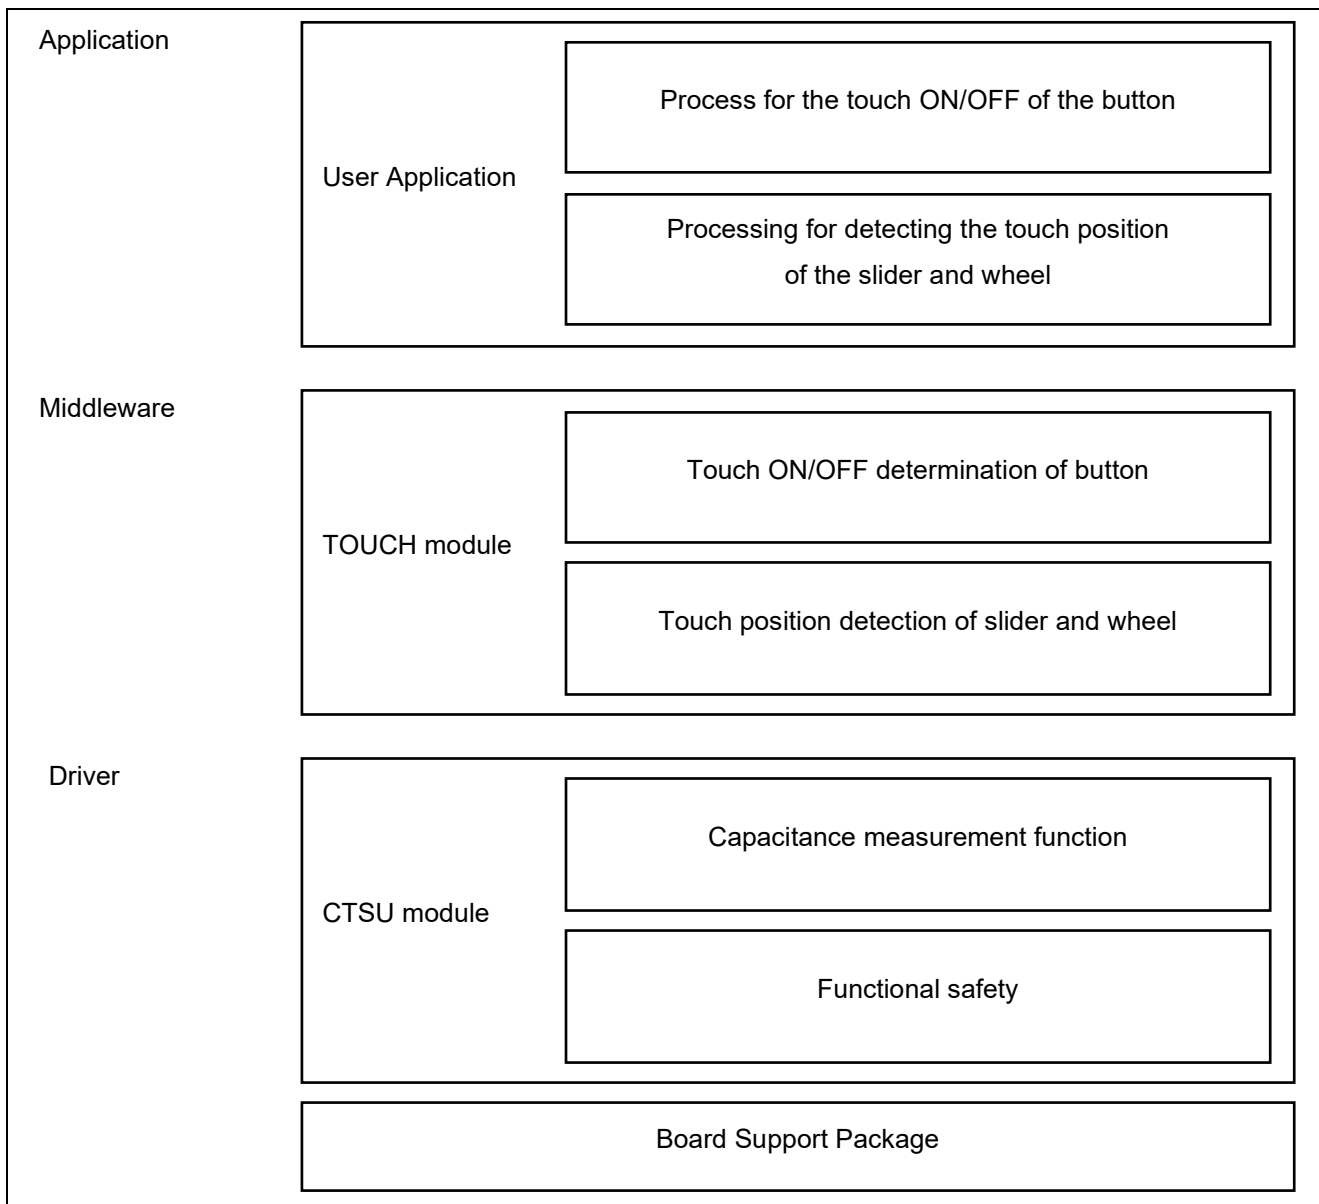 Application
User Application
Process for the touch ON/OFF of the button
Processing for detecting the touch position
of the slider and wheel
Middleware
TOUCH module
Touch ON/OFF determination of button
Touch position detection of slider and wheel
Driver
CTSU module
Capacitance measurement function
Functional safety
Board Support Package